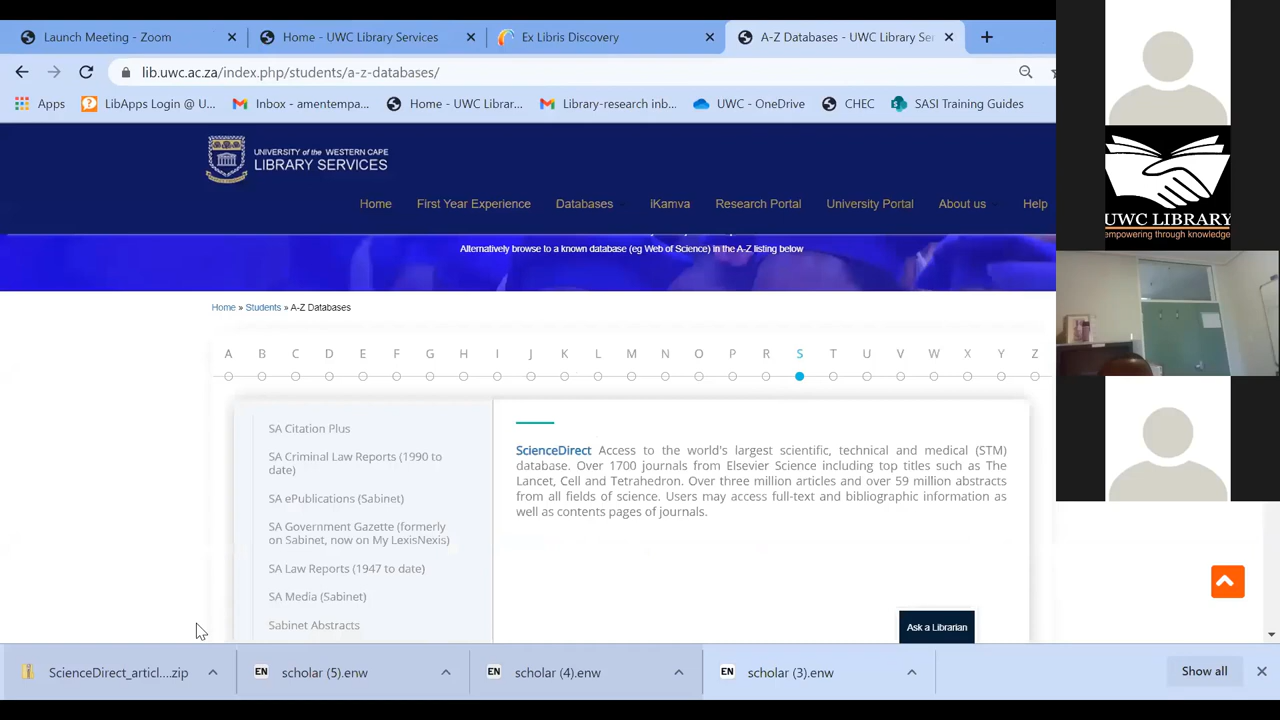 Launch Meeting - Zoom
Home - UWC Library Services
Ex Libris Discovery
A-Z Databases - UWC Library Ser
lib.uwc.ac.za/index.php/students/a-z-databases/
Apps
LibApps Login @ U...
Inbox - amentempa...
Home - UWC Librar...
Library-research inb...
UWC - OneDrive
CHEC
SASI Training Guides
UNIVERSITY of the WESTERN CAPE
LIBRARY SERVICES
Home
First Year Experience
Databases
iKamva
Research Portal
University Portal
About us
Help
Alternatively browse to a known database (eg Web of Science) in the A-Z listing below
Home » Students » A-Z Databases
A B C D E F G H I J K L M N O P R S T U V W X Y Z
SA Citation Plus
SA Criminal Law Reports (1990 to
date)
SA ePublications (Sabinet)
SA Government Gazette (formerly
on Sabinet, now on My LexisNexis)
SA Law Reports (1947 to date)
SA Media (Sabinet)
Sabinet Abstracts
ScienceDirect Access to the world's largest scientific, technical and medical (STM)
database. Over 1700 journals from Elsevier Science including top titles such as The
Lancet, Cell and Tetrahedron. Over three million articles and over 59 million abstracts
from all fields of science. Users may access full-text and bibliographic information as
well as contents pages of journals.
Ask a Librarian
ScienceDirect_articl....zip
EN scholar (5).enw
EN scholar (4).enw
EN scholar (3).enw
Show all
UWC LIBRARY
empowering through knowledge